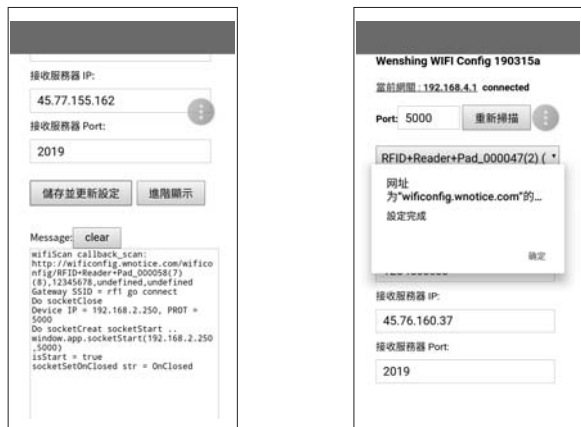 接收服務器 IP:
45.77.155.162
接收服務器 Port:
2019
儲存並更新設定 進階顯示
Message: clear
wifiScan callback_scan:
http://wificonfig.wnotice.com/wifico
nfig/RFID+Reader+Pad_000058(7)
(8),12345678,undefined,undefined
Gateway SSID = rf1 go connect
Do socketClose
Device IP = 192.168.2.250, PROT =
5000
Do socketCreat socketStart ..
window.app.socketStart(192.168.2.250
,5000)
isStart = true
socketSetOnClosed str = OnClosed
Wenshing WIFI Config 190315a
當前網關 : 192.168.4.1 connected
Port: 5000 重新掃描
RFID+Reader+Pad_000047(2) (
网址
为"wificonfig.wnotice.com"的...
設定完成
确定
接收服務器 IP:
45.76.160.37
接收服務器 Port:
2019